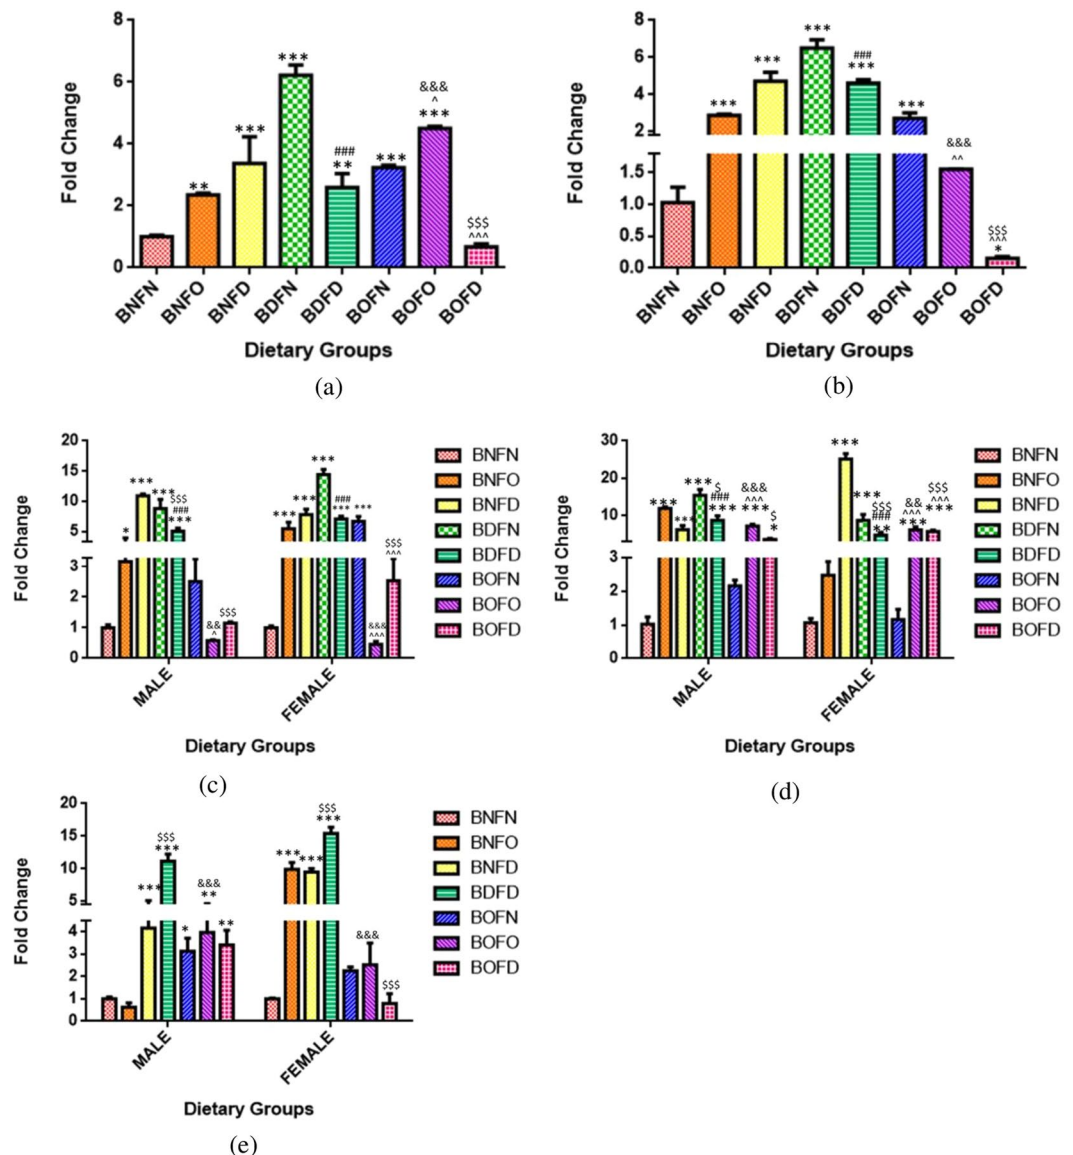 8
6
4
2
0
Fold Change
***
***
**
***
###
**
***
&&&
^
***
$$$
^^^
BNFN
BNFO
BNFD
BDFN
BDFD
BOFN
BOFO
BOFD
Dietary Groups
(a)
8
6
4
2
1.5
1.0
0.5
0.0
Fold Change
***
***
***
###
***
***
&&&
^^
$$$
^^^
*
BNFN
BNFO
BNFD
BDFN
BDFD
BOFN
BOFO
BOFD
Dietary Groups
(b)
20
15
10
5
3
2
1
0
Fold Change
*
***
***
$$$
###
***
&&
^
$$$
***
***
***
###
***
***
&&&
^^^
$$$
^^^
MALE
FEMALE
Dietary Groups
BNFN
BNFO
BNFD
BDFN
BDFD
BOFN
BOFO
BOFD
(c)
30
20
10
3
2
1
0
Fold Change
***
***
***
$
###
***
&&&
^^^
***
$
*
***
***
$$$
###
**
&&
^^^
***
$$$
^^^
***
MALE
FEMALE
Dietary Groups
BNFN
BNFO
BNFD
BDFN
BDFD
BOFN
BOFO
BOFD
(d)
20
15
10
5
4
3
2
1
0
Fold Change
***
$$$
***
*
&&&
**
**
***
***
$$$
***
&&&
$$$
MALE
FEMALE
Dietary Groups
BNFN
BNFO
BNFD
BDFD
BOFN
BOFO
BOFD
(e)